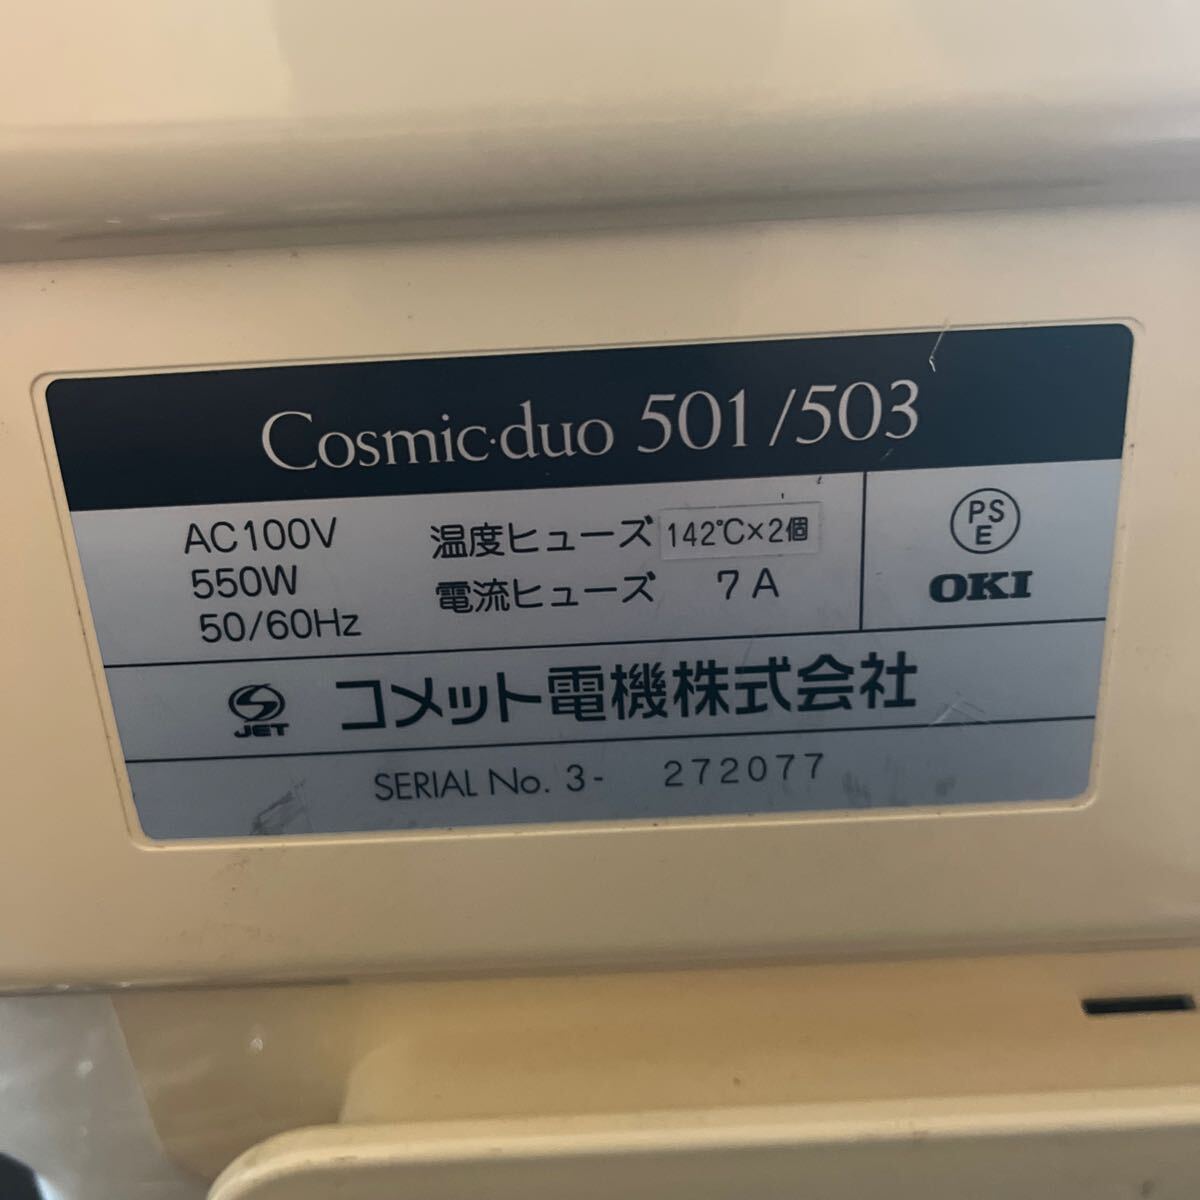 Cosmic·duo 501/503
AC100V
550W
50/60Hz
温度ヒューズ 142℃×2個
電流ヒューズ 7A
PS
E
OKI
JET
コメット電機株式会社
SERIAL No. 3- 272077